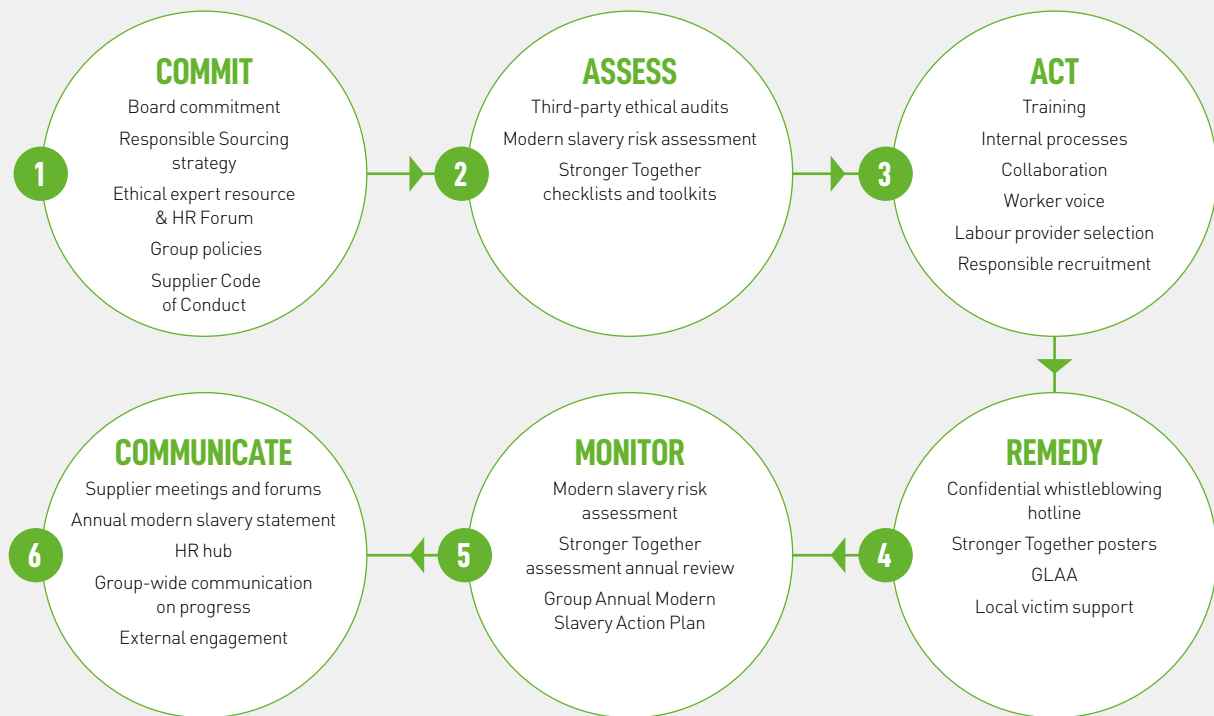 1
COMMIT
Board commitment
Responsible Sourcing
strategy
Ethical expert resource
& HR Forum
Group policies
Supplier Code
of Conduct
2
ASSESS
Third-party ethical audits
Modern slavery risk assessment
Stronger Together
checklists and toolkits
3
ACT
Training
Internal processes
Collaboration
Worker voice
Labour provider selection
Responsible recruitment
4
REMEDY
Confidential whistleblowing
hotline
Stronger Together posters
GLAA
Local victim support
5
MONITOR
Modern slavery risk
assessment
Stronger Together
assessment annual review
Group Annual Modern
Slavery Action Plan
6
COMMUNICATE
Supplier meetings and forums
Annual modern slavery statement
HR hub
Group-wide communication
on progress
External engagement